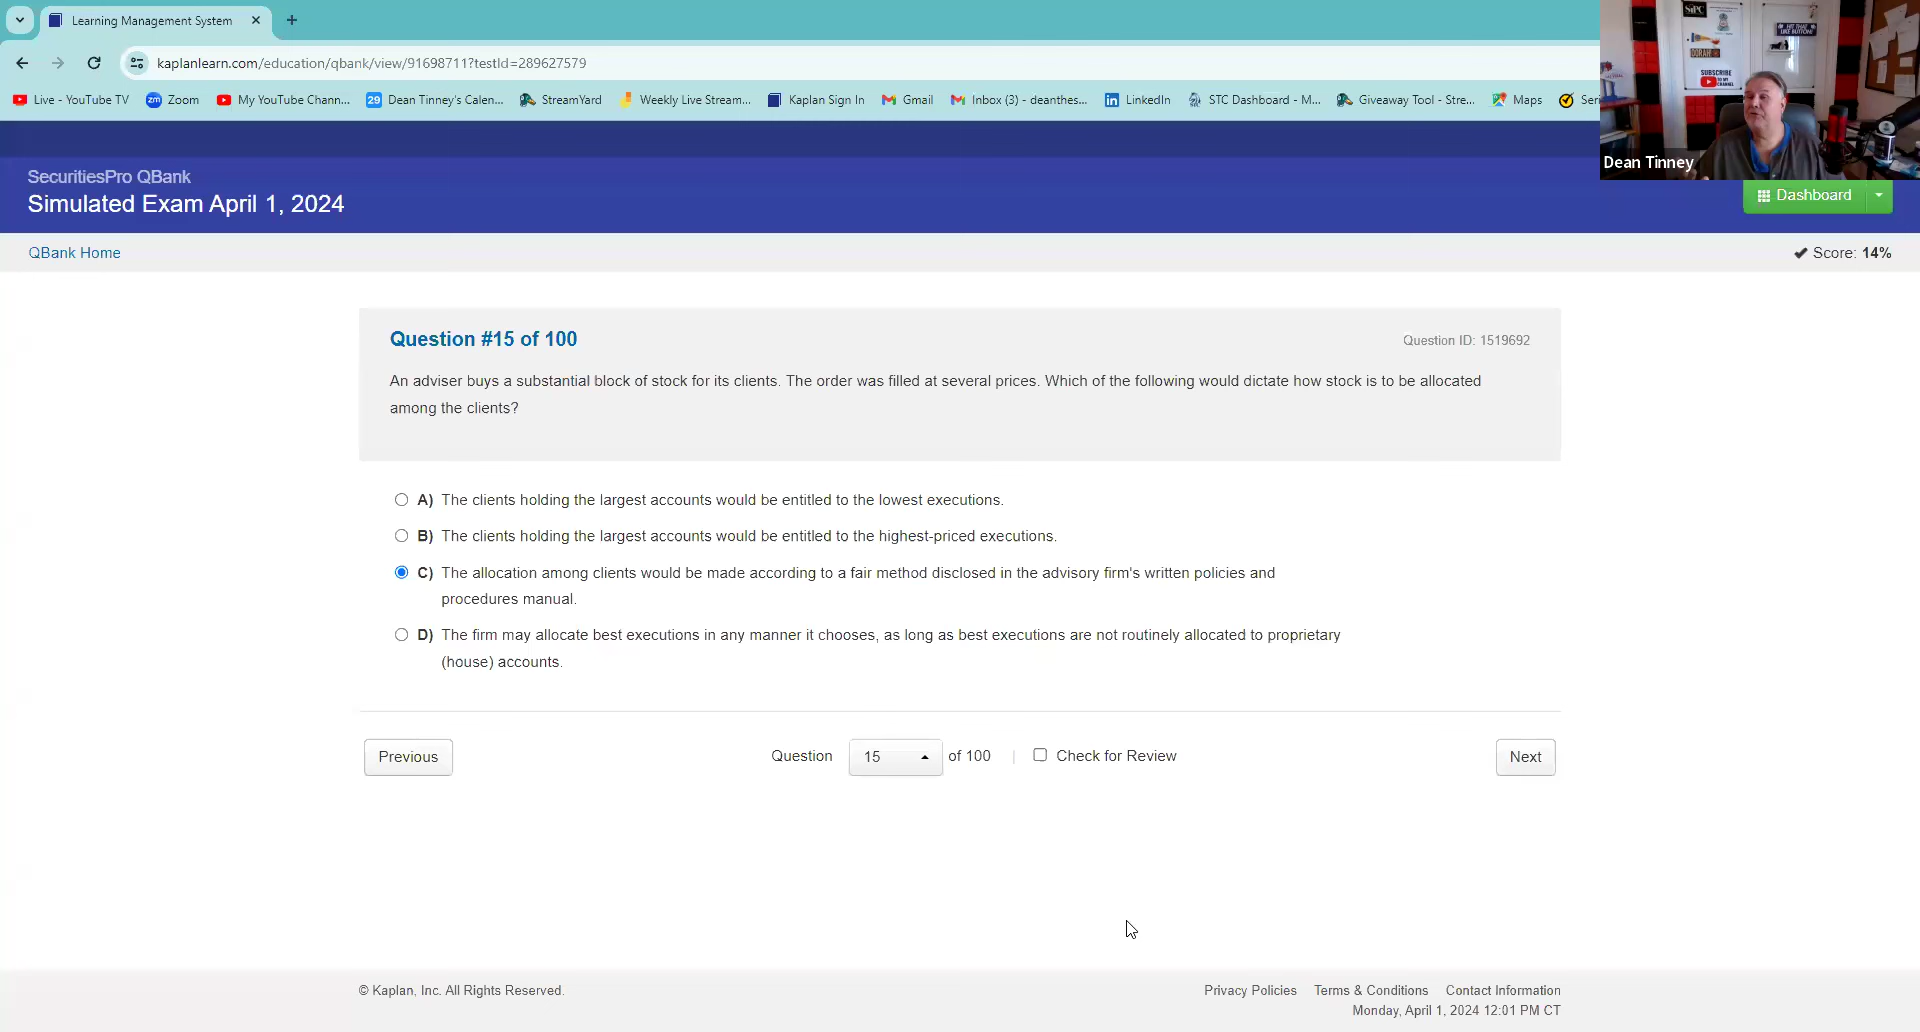 Learning Management System
kaplanlearn.com/education/qbank/view/91698711?testId=289627579
Live - YouTube TV
Zoom
My YouTube Chann...
29 Dean Tinney's Calen...
StreamYard
Weekly Live Stream...
Kaplan Sign In
Gmail
Inbox (3) - deanthes...
LinkedIn
STC Dashboard - M...
Giveaway Tool - Stre...
Maps
Seri
SIPC
HIT THAT
LIKE BUTTON!
SUBSCRIBE
Dean Tinney
SecuritiesPro QBank
Simulated Exam April 1, 2024
Dashboard
QBank Home
Score: 14%
Question #15 of 100
Question ID: 1519692
An adviser buys a substantial block of stock for its clients. The order was filled at several prices. Which of the following would dictate how stock is to be allocated
among the clients?
A) The clients holding the largest accounts would be entitled to the lowest executions.
B) The clients holding the largest accounts would be entitled to the highest-priced executions.
C) The allocation among clients would be made according to a fair method disclosed in the advisory firm's written policies and
procedures manual.
D) The firm may allocate best executions in any manner it chooses, as long as best executions are not routinely allocated to proprietary
(house) accounts.
Previous
Question 15 of 100 | Check for Review
Next
© Kaplan, Inc. All Rights Reserved.
Privacy Policies Terms & Conditions Contact Information
Monday, April 1, 2024 12:01 PM CT